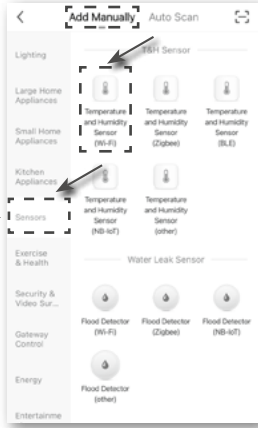 Add Manually Auto Scan
Lighting
Large Home
Appliances
Small Home
Appliances
Kitchen
Appliances
Sensors
Exercise
& Health
Security &
Video Sur...
Gateway
Control
Energy
Entertainme
T&H Sensor
Temperature
and Humidity
Sensor
(Wi-Fi)
Temperature
and Humidity
Sensor
(Zigbee)
Temperature
and Humidity
Sensor
(BLE)
Temperature
and Humidity
Sensor
(NB-IoT)
Temperature
and Humidity
Sensor
(other)
Water Leak Sensor
Flood Detector
(Wi-Fi)
Flood Detector
(Zigbee)
Flood Detector
(NB-IoT)
Flood Detector
(other)